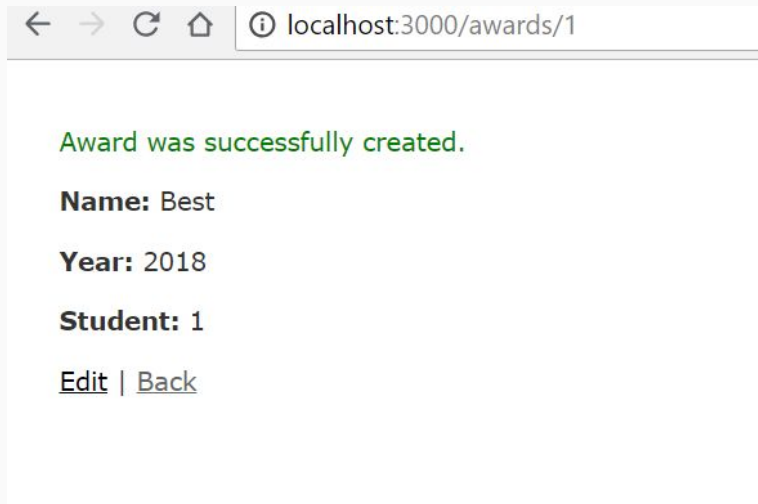 localhost:3000/awards/1
Award was successfully created.
Name: Best
Year: 2018
Student: 1
Edit | Back